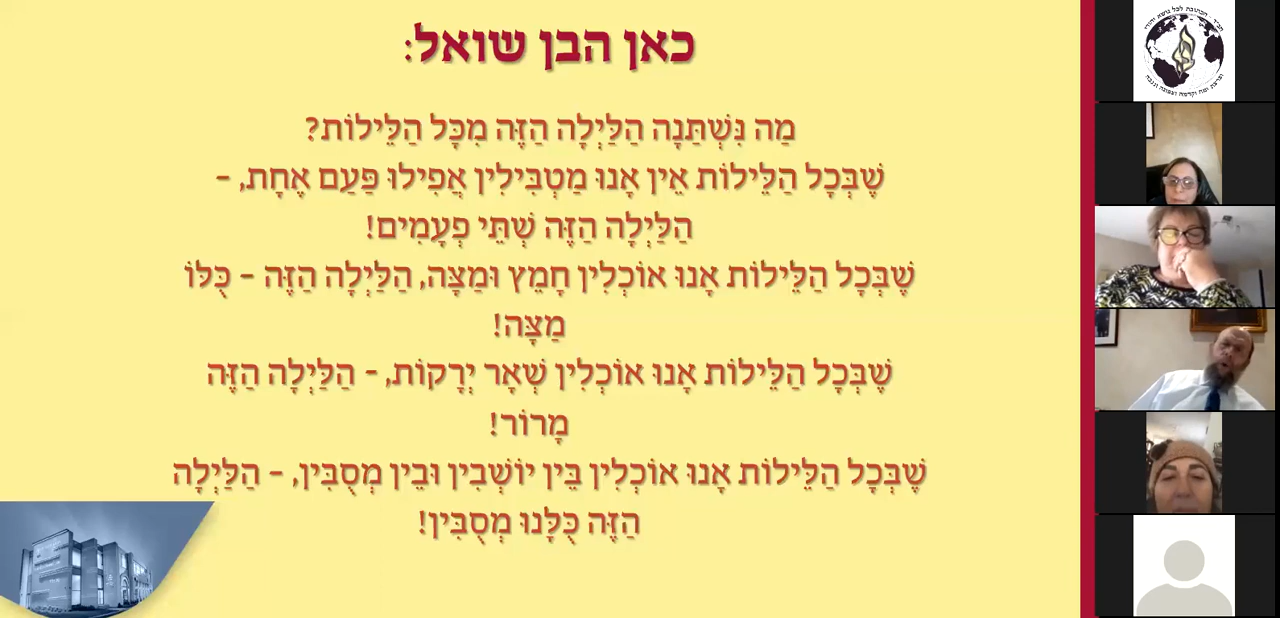 כאן הבן שואל:
מַה נִּשְׁתַּנָה הַלַּיְלָה הַזֶּה מִכָּל הַלֵּילוֹת?
שֶׁבְּכָל הַלֵּילוֹת אֵין אָנוּ מַטְבִּילִין אֲפִילוּ פַּעַם אֶחָת, –
הַלַּיְלָה הַזֶּה שְׁתֵּי פְעָמִים!
שֶׁבְּכָל הַלֵּילוֹת אָנוּ אוֹכְלִין חָמֵץ וּמַצָּה, הַלַּיְלָה הַזֶּה – כֻּלּוֹ
מַצָּה!
שֶׁבְּכָל הַלֵּילוֹת אָנוּ אוֹכְלִין שְׁאָר יְרָקוֹת, - הַלַּיְלָה הַזֶּה
מָרוֹר!
שֶׁבְּכָל הַלֵּילוֹת אָנוּ אוֹכְלִין בֵּין יוֹשְׁבִין וּבֵין מְסֻבִּין, – הַלַּיְלָה
הַזֶּה כֻּלָּנוּ מְסֻבִּין!